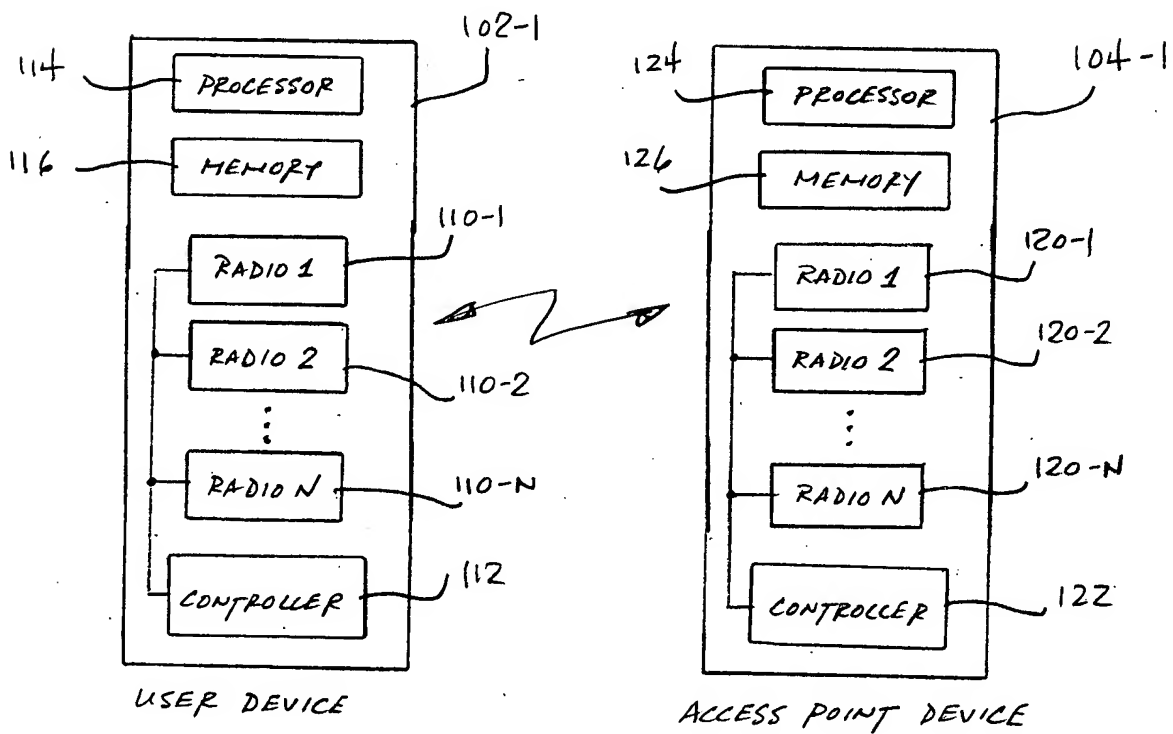 102-1
114
PROCESSOR
116
MEMORY
110-1
RADIO 1
RADIO 2
110-2
RADIO N
110-N
112
CONTROLLER
USER DEVICE
104-1
124
PROCESSOR
126
MEMORY
120-1
RADIO 1
120-2
RADIO 2
120-N
RADIO N
122
CONTROLLER
ACCESS POINT DEVICE